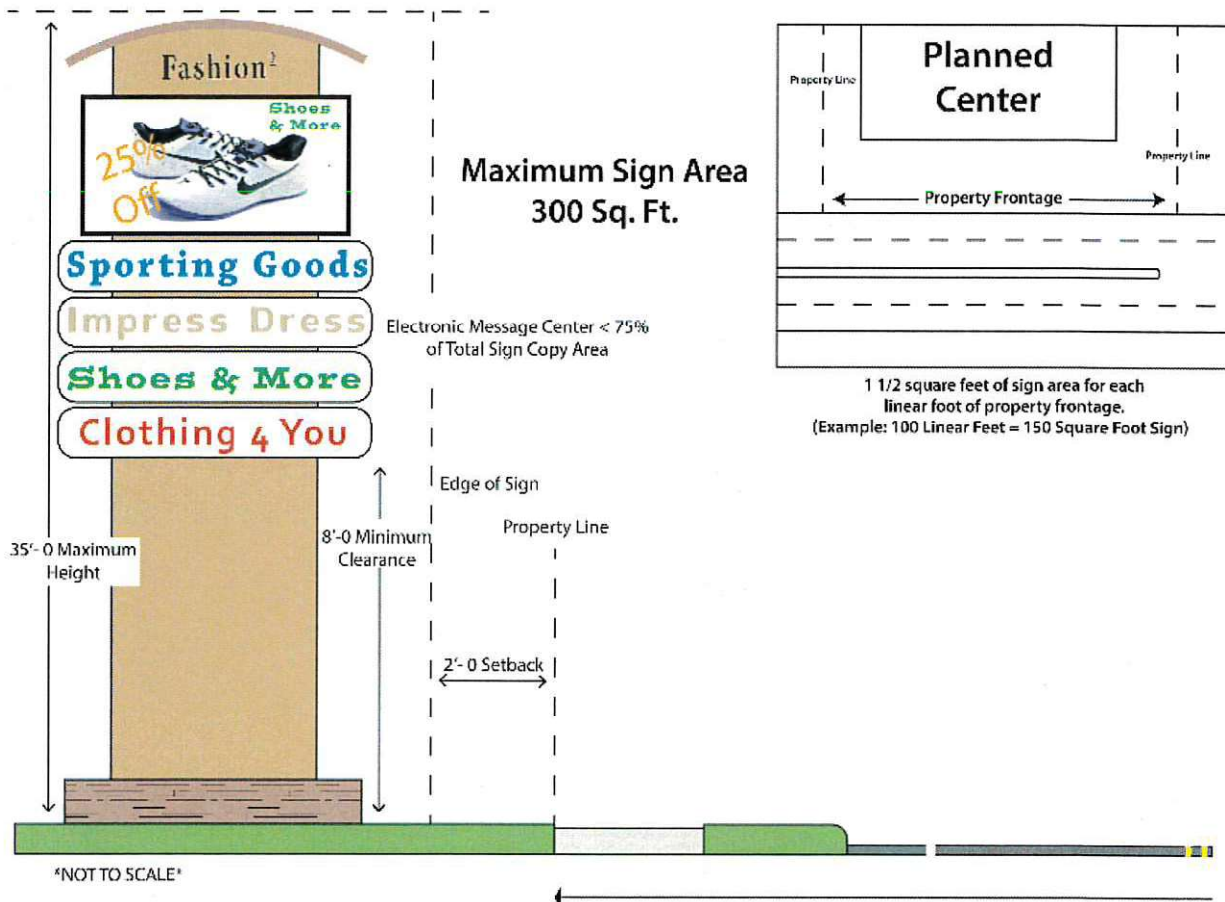 Fashion²
Shoes
& More
25%
Off
Sporting Goods
Impress Dress
Shoes & More
Clothing 4 You
Maximum Sign Area
300 Sq. Ft.
Electronic Message Center < 75%
of Total Sign Copy Area
Edge of Sign
Property Line
35'- 0 Maximum
Height
8'-0 Minimum
Clearance
2'- 0 Setback
*NOT TO SCALE*
Planned
Center
Property Line
Property Line
Property Frontage
1 1/2 square feet of sign area for each
linear foot of property frontage.
(Example: 100 Linear Feet = 150 Square Foot Sign)